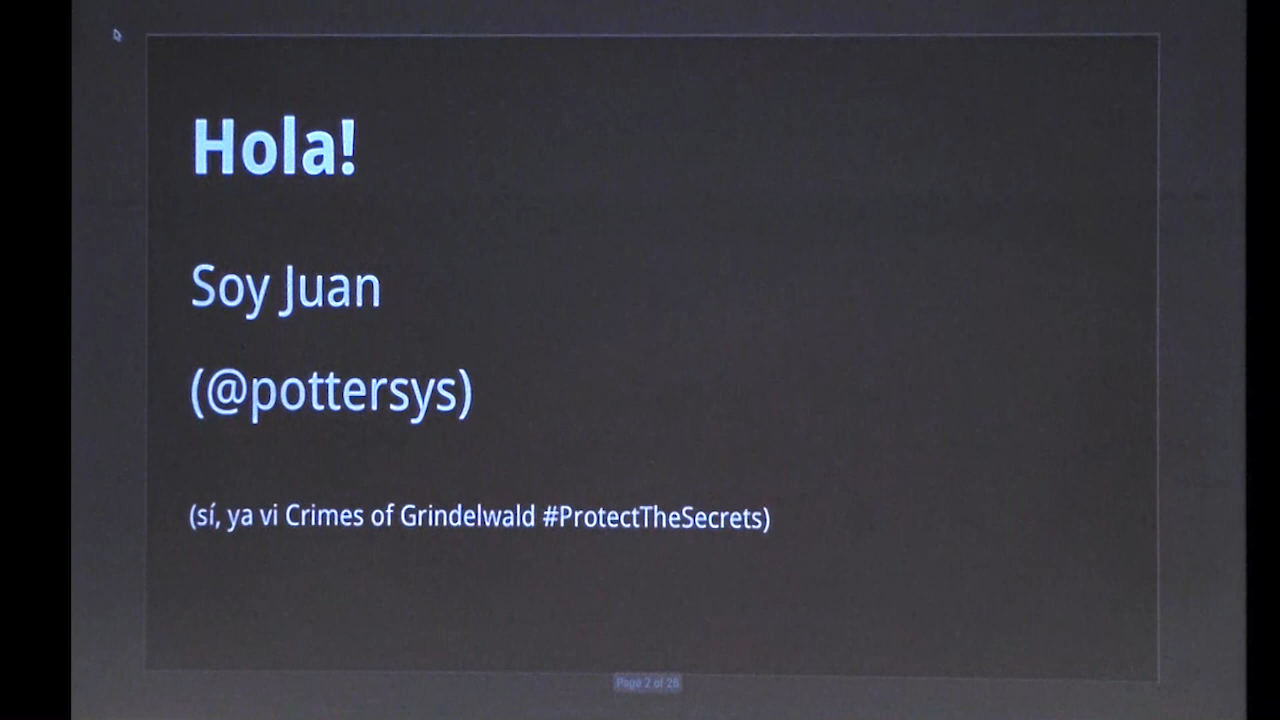 Hola!
Soy Juan
(@pottersys)
(sí, ya vi Crimes of Grindelwald #ProtectTheSecrets)
Page 2 of 26